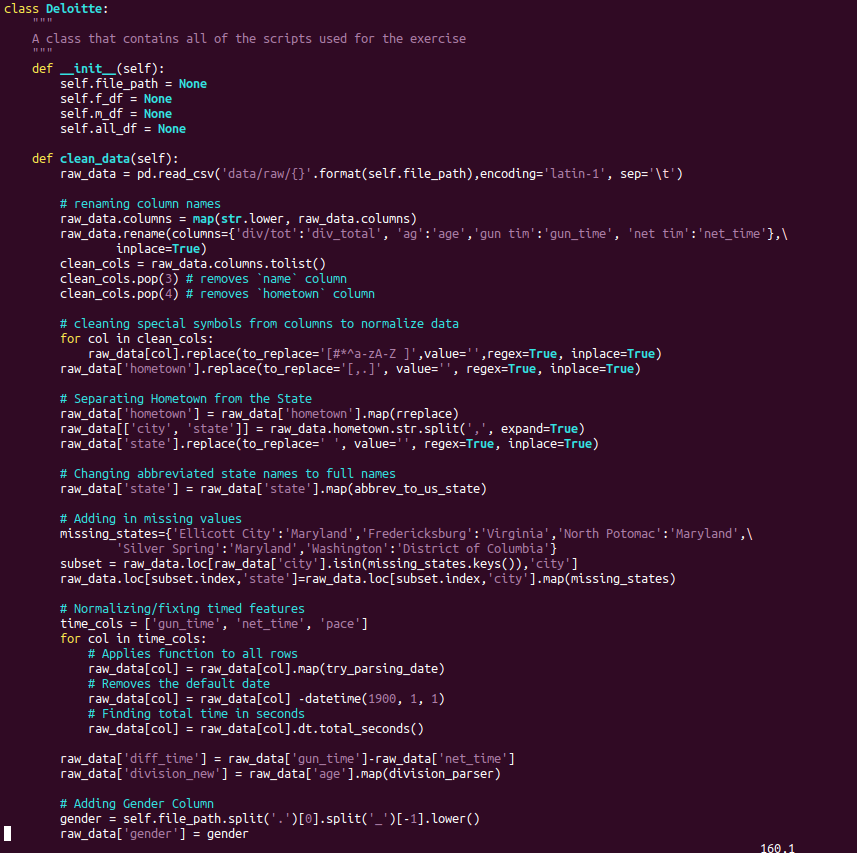 class Deloitte:
    """
    A class that contains all of the scripts used for the exercise
    """
    def __init__(self):
        self.file_path = None
        self.f_df = None
        self.m_df = None
        self.all_df = None

    def clean_data(self):
        raw_data = pd.read_csv('data/raw/{}'.format(self.file_path),encoding='latin-1', sep='\t')

        # renaming column names
        raw_data.columns = map(str.lower, raw_data.columns)
        raw_data.rename(columns={'div/tot':'div_total', 'ag':'age','gun tim':'gun_time', 'net tim':'net_time'},\
                inplace=True)
        clean_cols = raw_data.columns.tolist()
        clean_cols.pop(3) # removes `name` column
        clean_cols.pop(4) # removes `hometown` column

        # cleaning special symbols from columns to normalize data
        for col in clean_cols:
            raw_data[col].replace(to_replace='[#*^a-zA-Z ]',value='',regex=True, inplace=True)
        raw_data['hometown'].replace(to_replace='[,.]', value='', regex=True, inplace=True)

        # Separating Hometown from the State
        raw_data['hometown'] = raw_data['hometown'].map(rreplace)
        raw_data[['city', 'state']] = raw_data.hometown.str.split(',', expand=True)
        raw_data['state'].replace(to_replace=' ', value='', regex=True, inplace=True)

        # Changing abbreviated state names to full names
        raw_data['state'] = raw_data['state'].map(abbrev_to_us_state)

        # Adding in missing values
        missing_states={'Ellicott City':'Maryland','Fredericksburg':'Virginia','North Potomac':'Maryland',\
                'Silver Spring':'Maryland','Washington':'District of Columbia'}
        subset = raw_data.loc[raw_data['city'].isin(missing_states.keys()),'city']
        raw_data.loc[subset.index,'state']=raw_data.loc[subset.index,'city'].map(missing_states)

        # Normalizing/fixing timed features
        time_cols = ['gun_time', 'net_time', 'pace']
        for col in time_cols:
            # Applies function to all rows
            raw_data[col] = raw_data[col].map(try_parsing_date)
            # Removes the default date
            raw_data[col] = raw_data[col] -datetime(1900, 1, 1)
            # Finding total time in seconds
            raw_data[col] = raw_data[col].dt.total_seconds()

        raw_data['diff_time'] = raw_data['gun_time']-raw_data['net_time']
        raw_data['division_new'] = raw_data['age'].map(division_parser)

        # Adding Gender Column
        gender = self.file_path.split('.')[0].split('_')[-1].lower()
        raw_data['gender'] = gender
160,1